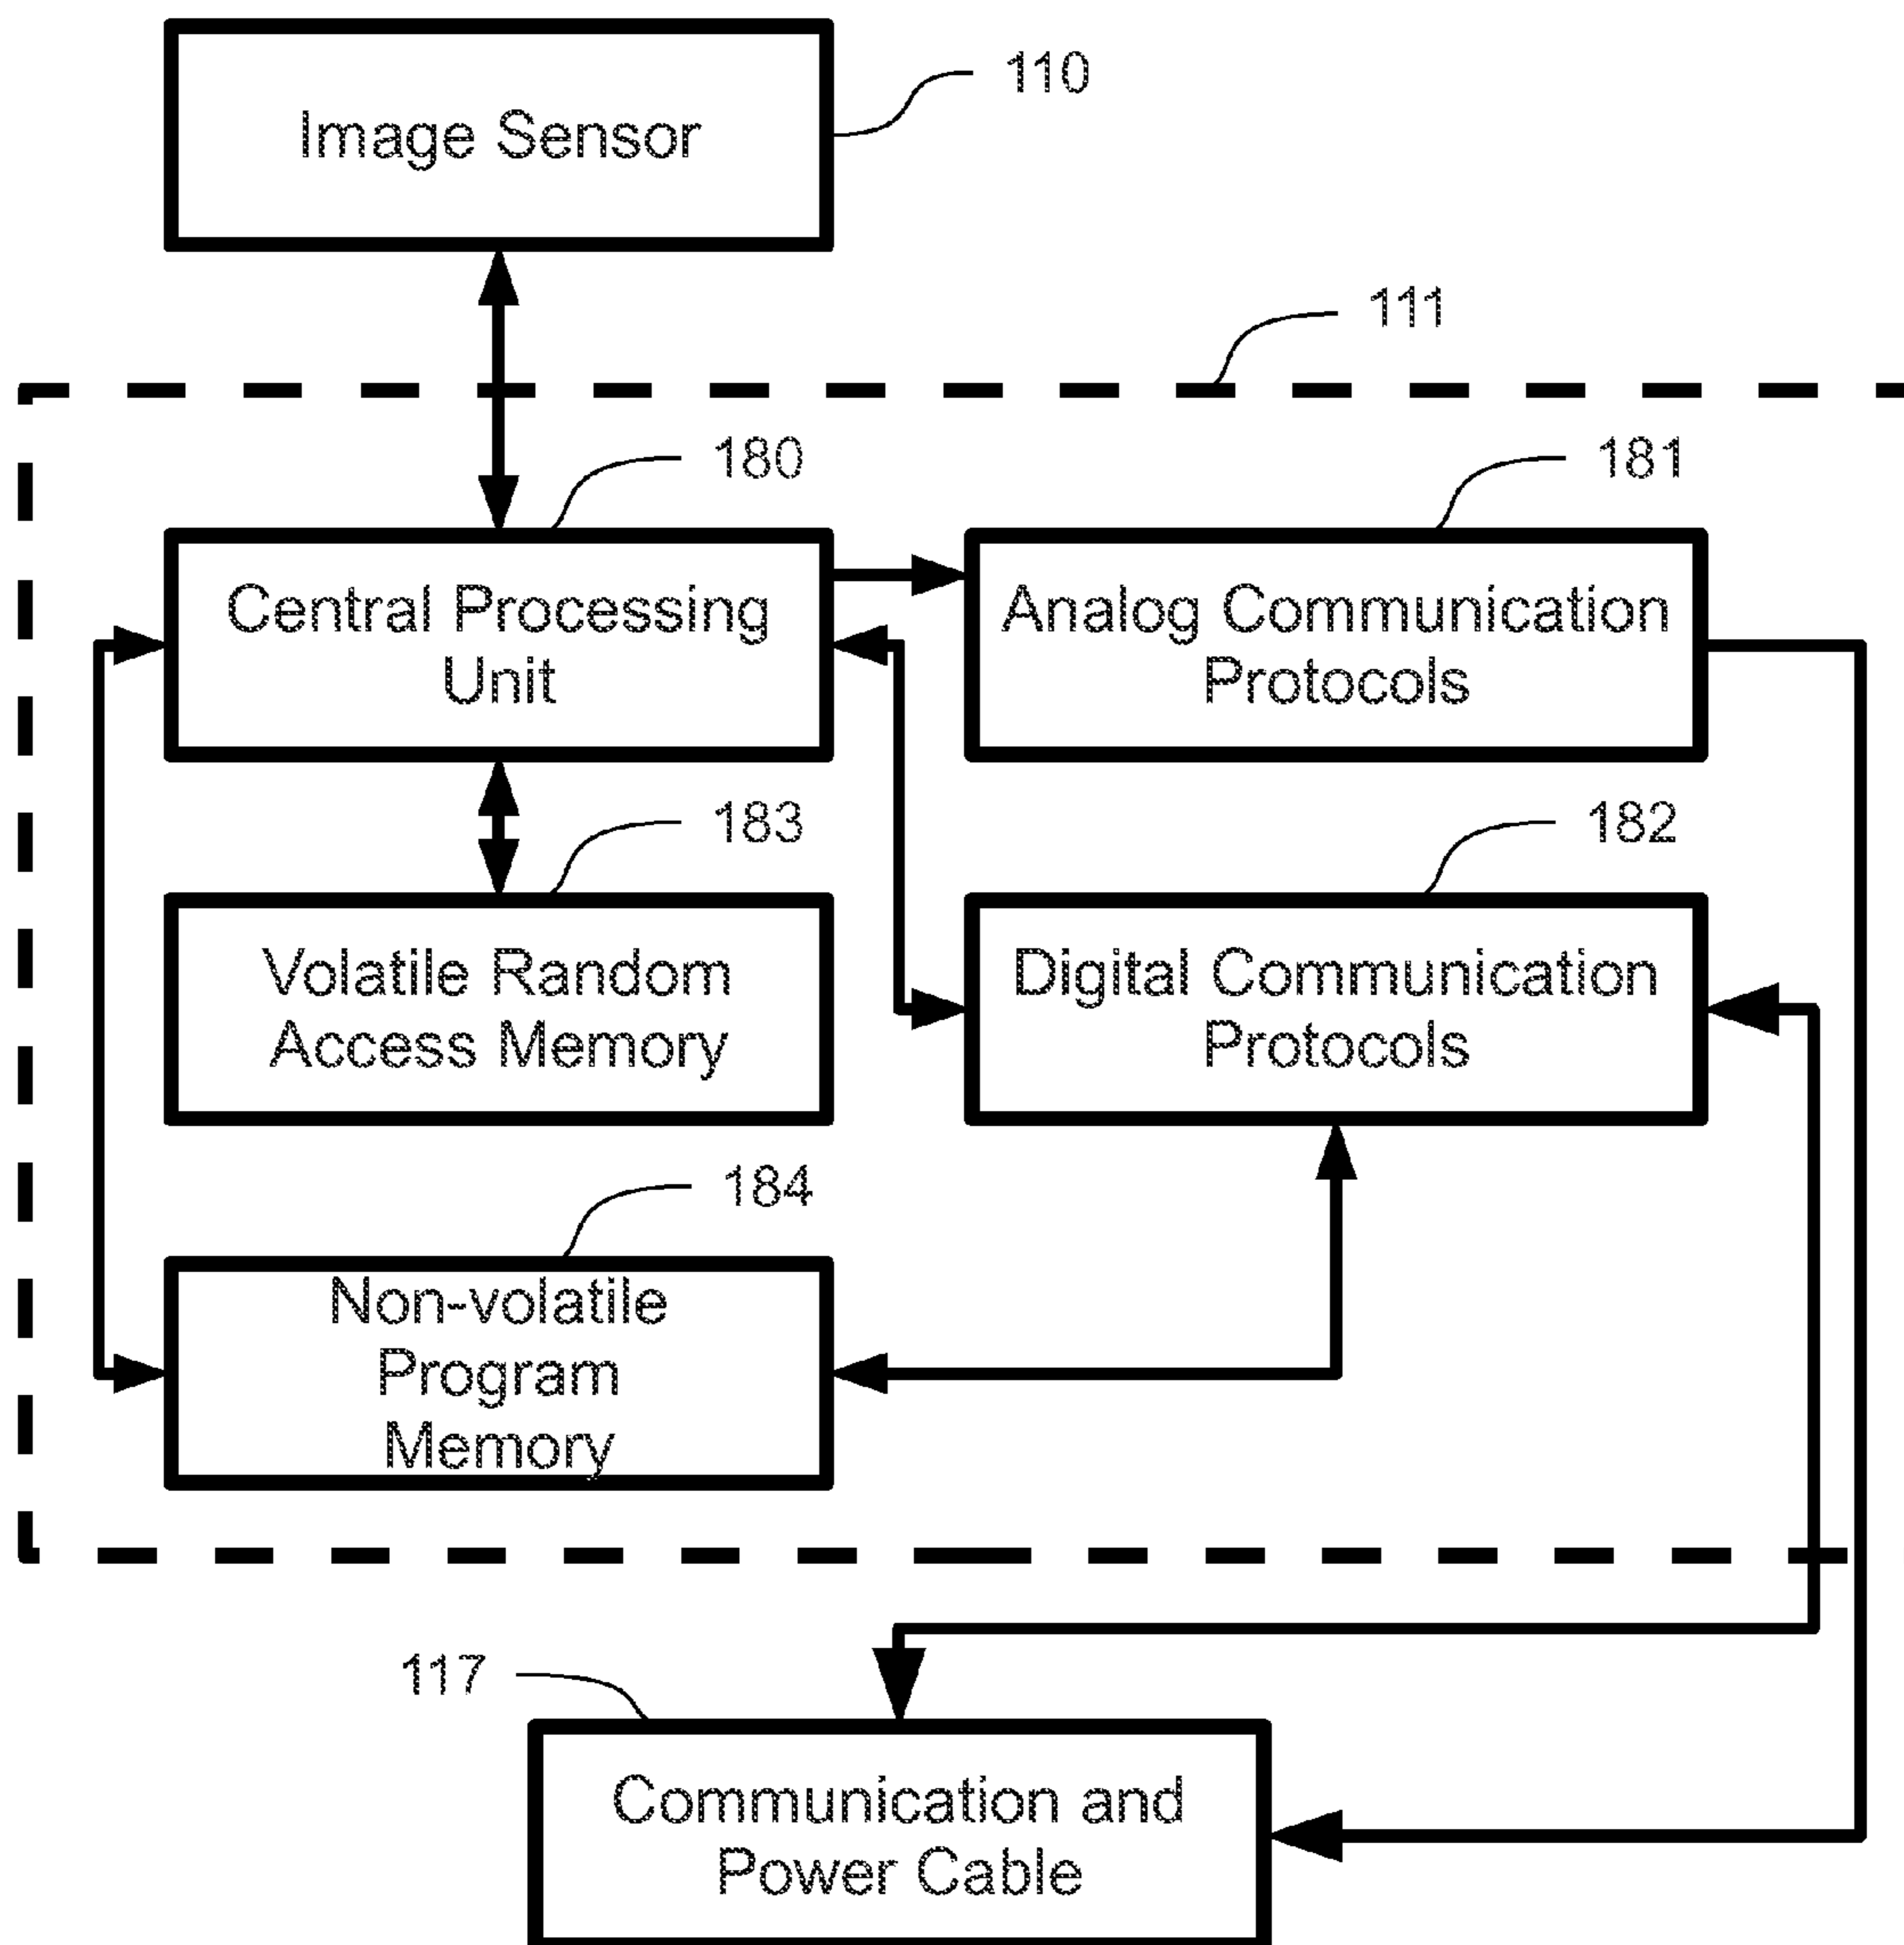 Image Sensor
110
111
180
181
Central Processing
Unit
Analog Communication
Protocols
183
182
Volatile Random
Access Memory
Digital Communication
Protocols
184
Non-volatile
Program
Memory
117
Communication and
Power Cable